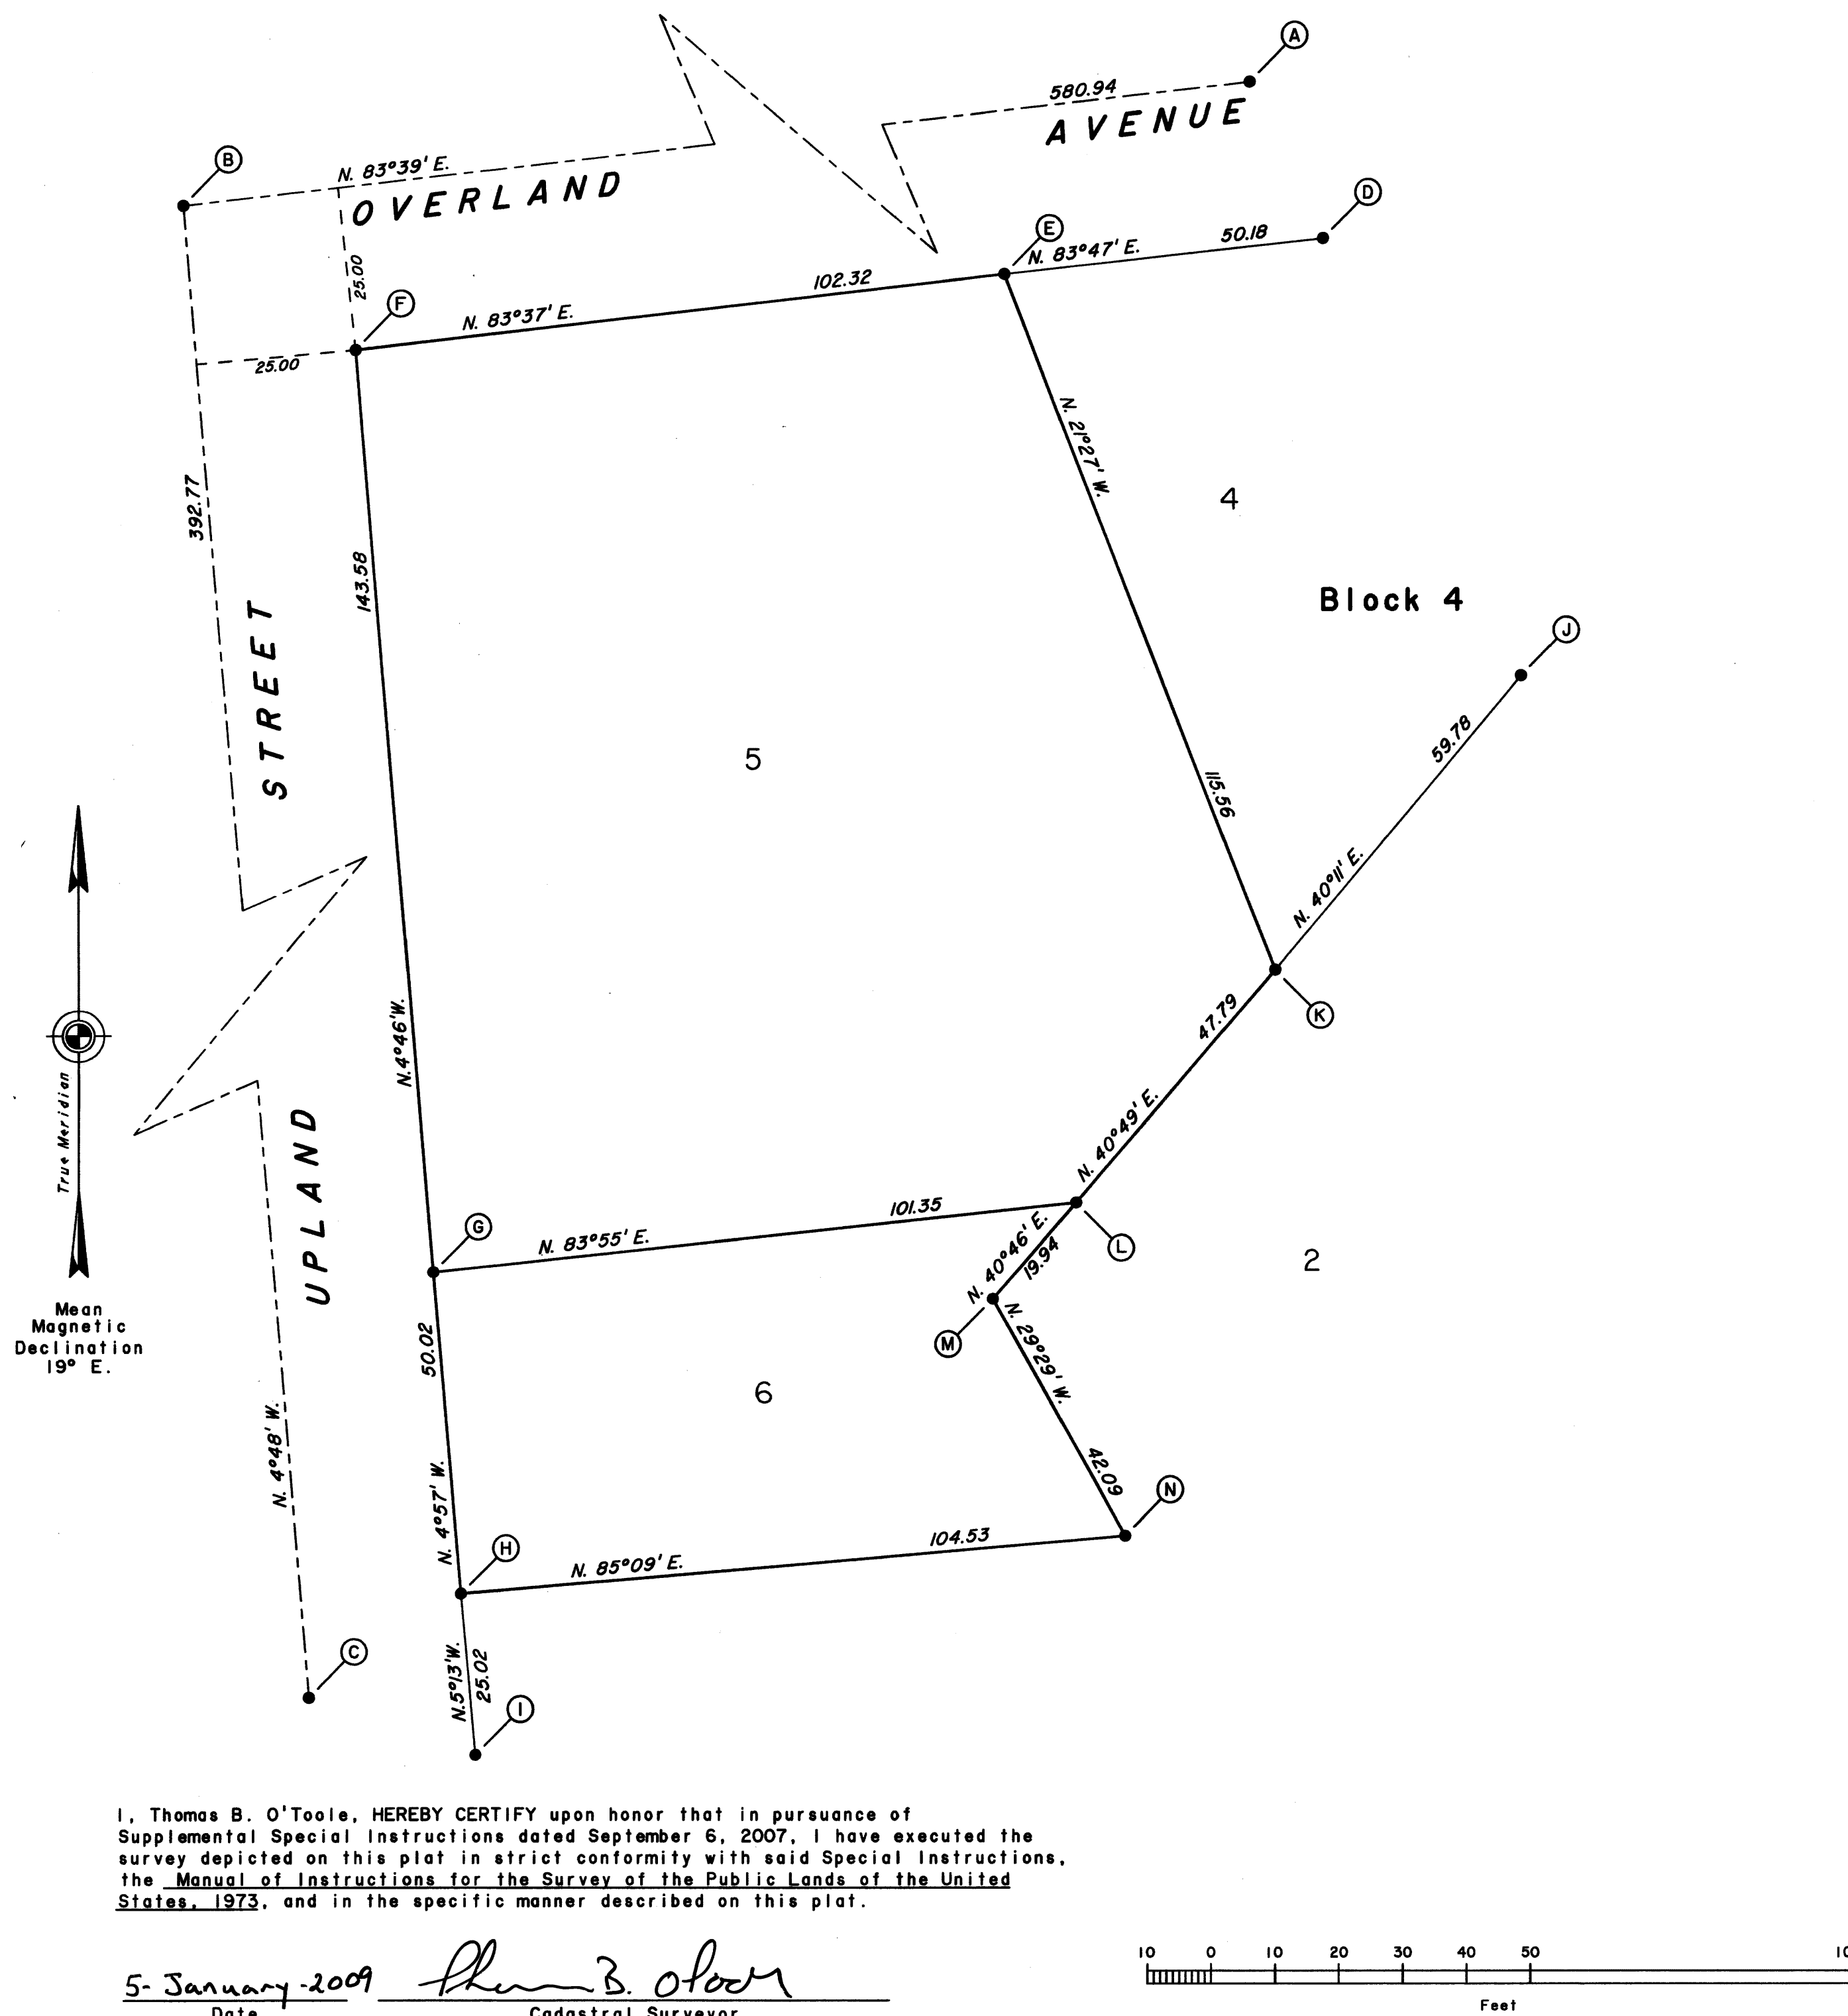 A
580.94
AVENUE
B
N. 83°39' E.
OVERLAND
D
E
50.18
N. 83°47' E.
25.00
102.32
F
N. 83°37' E.
25.00
N. 21°27' W.
392.77
4
143.58
Block 4
STREET
J
59.78
5
115.56
N. 40°11' E.
47.79
K
N. 4°46' W.
True Meridian
N. 40°49' E.
UPLAND
101.35
G
N. 83°55' E.
L
N. 40°46' E.
19.94
2
Mean
Magnetic
Declination
19° E.
M
N. 29°29' W.
50.02
6
N. 4°48' W.
42.09
N. 4°57' W.
N
104.53
H
N. 85°09' E.
C
N. 5°13' W.
25.02
I
I, Thomas B. O'Toole, HEREBY CERTIFY upon honor that in pursuance of
Supplemental Special Instructions dated September 6, 2007, I have executed the
survey depicted on this plat in strict conformity with said Special Instructions,
the Manual of Instructions for the Survey of the Public Lands of the United
States, 1973, and in the specific manner described on this plat.
5-January-2009
Date
Cadastral Surveyor
10 0 10 20 30 40 50
Feet